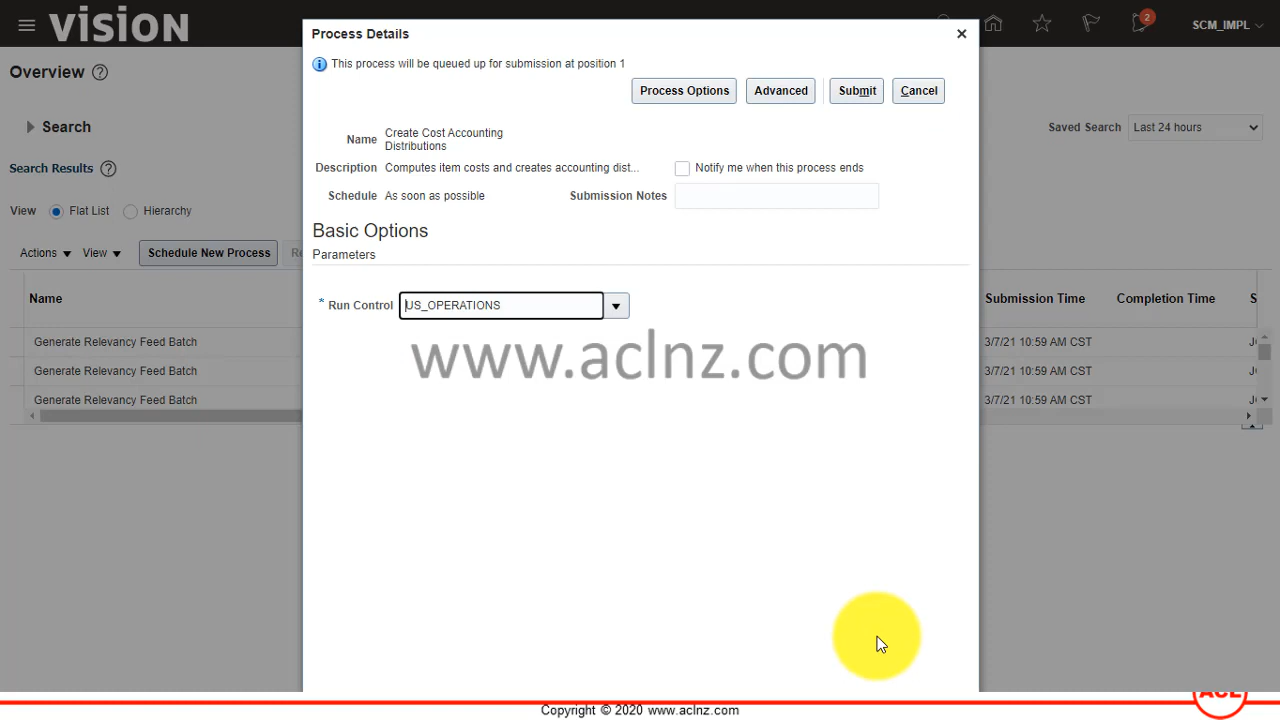 vision
2
SCM_IMPL
Overview
Search
Saved Search Last 24 hours
Search Results
View Flat List Hierarchy
Actions View Schedule New Process Re
Name Submission Time Completion Time S
Generate Relevancy Feed Batch 3/7/21 10:59 AM CST
Generate Relevancy Feed Batch 3/7/21 10:59 AM CST
Generate Relevancy Feed Batch 3/7/21 10:59 AM CST
Process Details
This process will be queued up for submission at position 1
Process Options Advanced Submit Cancel
Name Create Cost Accounting
Distributions
Description Computes item costs and creates accounting dist... Notify me when this process ends
Schedule As soon as possible Submission Notes
Basic Options
Parameters
* Run Control US_OPERATIONS
www.aclnz.com
ACL
Copyright © 2020 www.aclnz.com